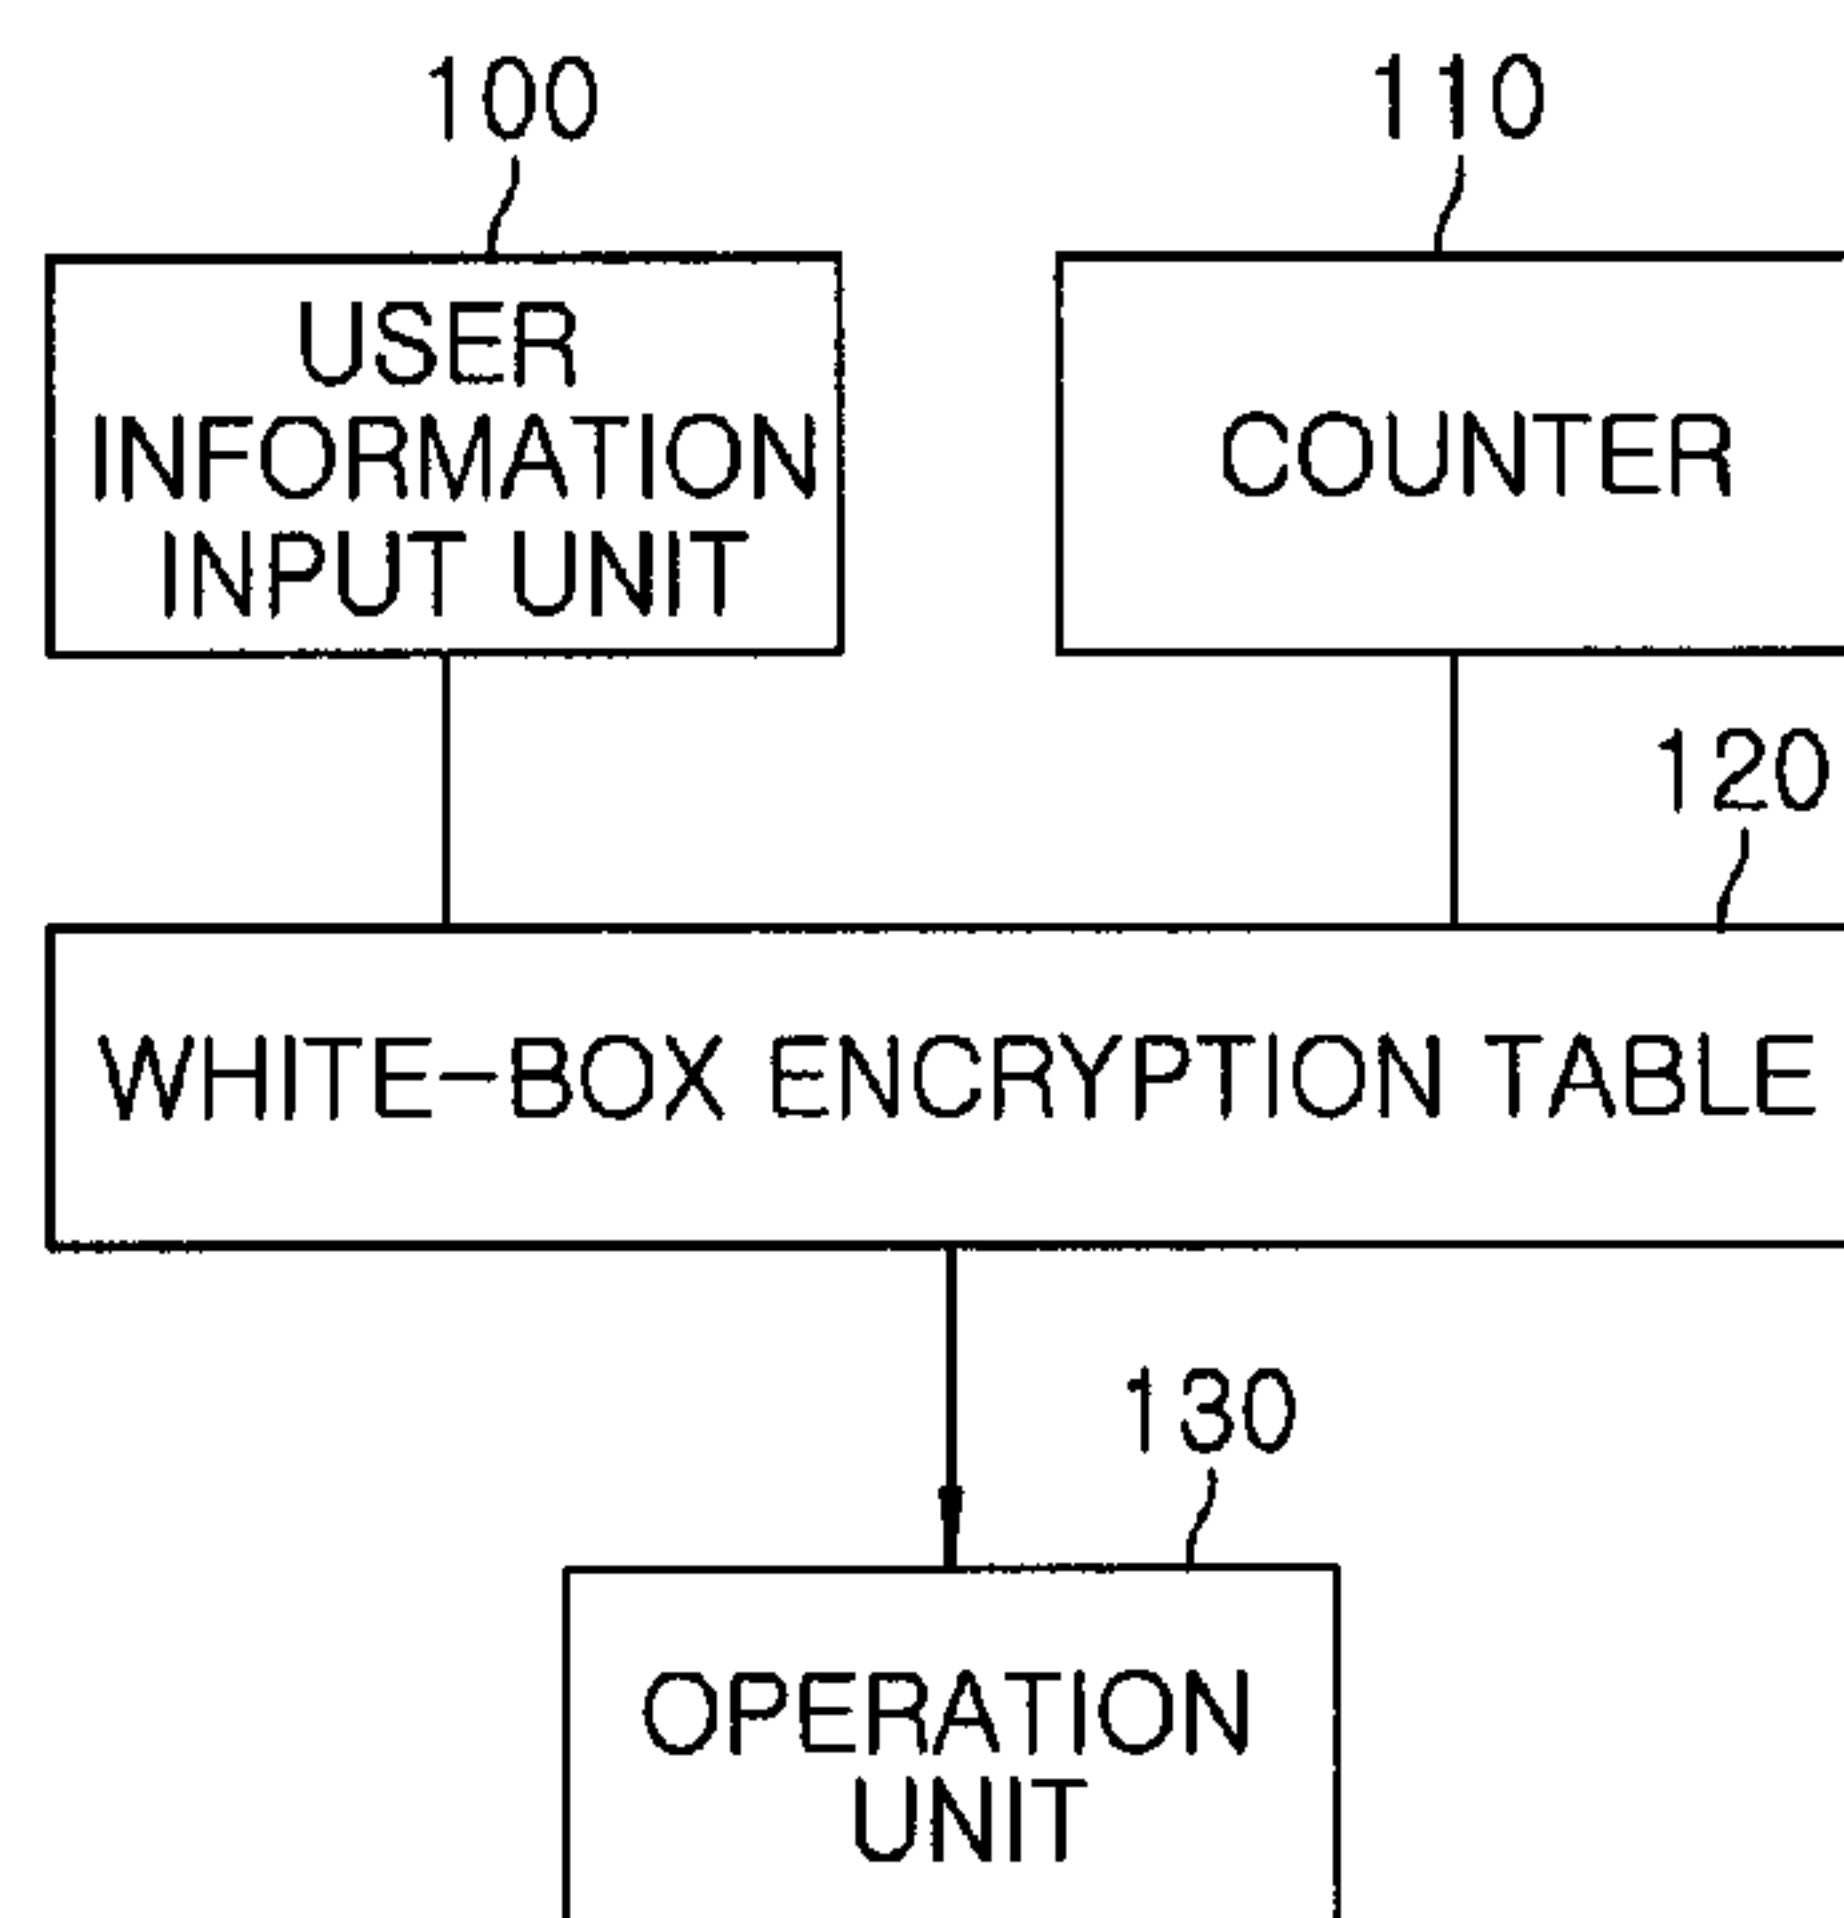 100
110
USER
INFORMATION
INPUT UNIT
COUNTER
120
WHITE-BOX ENCRYPTION TABLE
130
OPERATION
UNIT